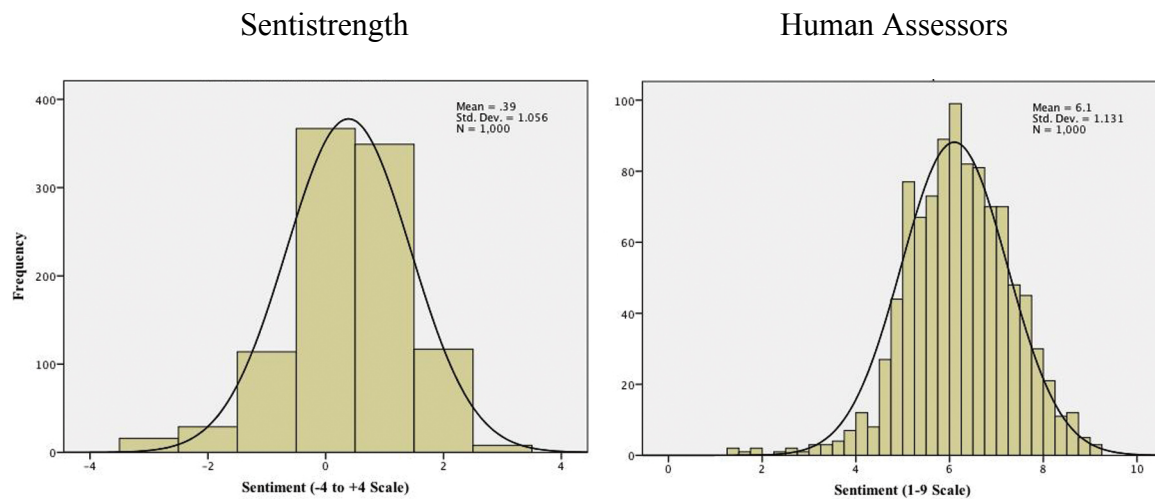 Sentistrength
Human Assessors
Mean = .39
Std. Dev. = 1.056
N = 1,000
400
300
200
100
0
Frequency
-4
-2
0
2
4
Sentiment (-4 to +4 Scale)
Mean = 6.1
Std. Dev. = 1.131
N = 1,000
100
80
60
40
20
0
0
2
4
6
8
10
Sentiment (1-9 Scale)